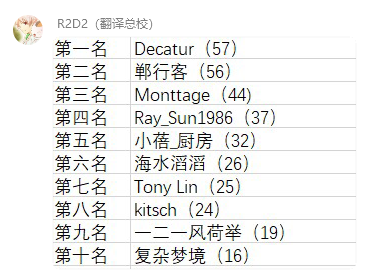 R2D2（翻译总校）
第一名 Decatur（57）
第二名 郸行客（56）
第三名 Monttage（44)
第四名 Ray_Sun1986（37）
第五名 小蓓_厨房（32）
第六名 海水滔滔（26）
第七名 Tony Lin（25）
第八名 kitsch（24）
第九名 一二一风荷举（19）
第十名 复杂梦境（16）